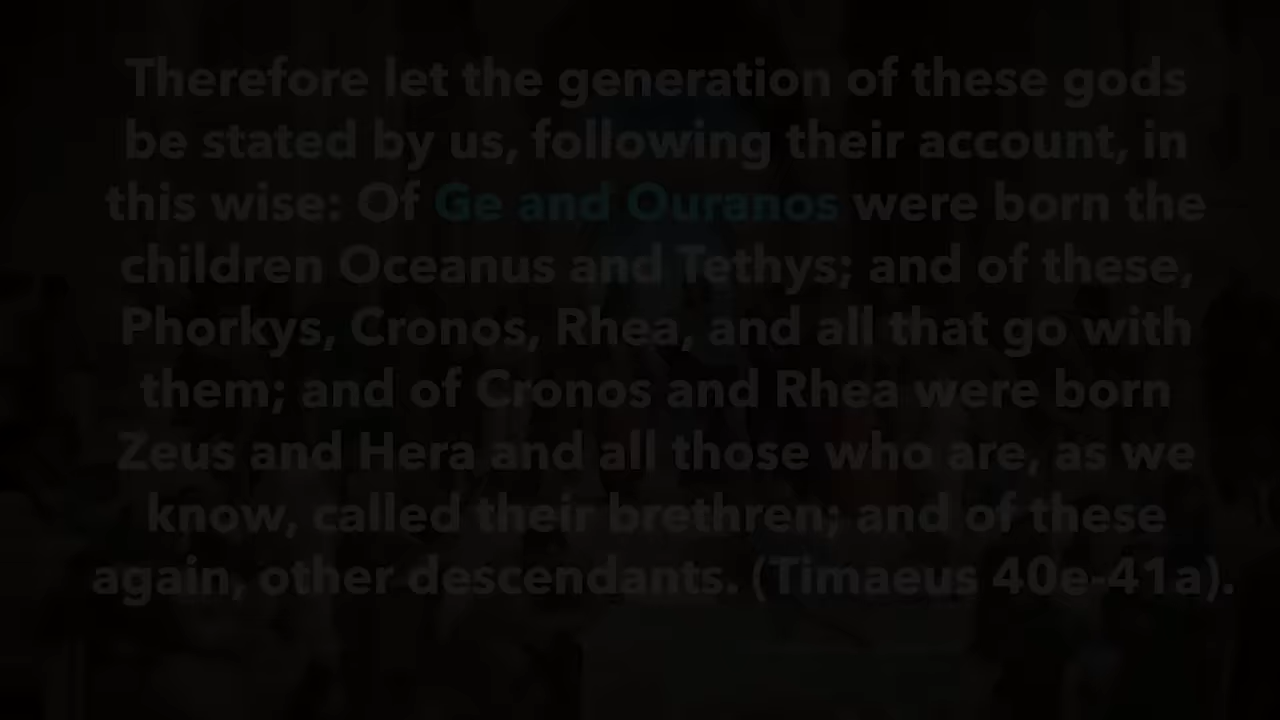 Therefore let the generation of these gods
be stated by us, following their account, in
this wise: Of Ge and Ouranos were born the
children Oceanus and Tethys; and of these,
Phorkys, Cronos, Rhea, and all that go with
them; and of Cronos and Rhea were born
Zeus and Hera and all those who are, as we
know, called their brethren; and of these
again, other descendants. (Timaeus 40e-41a).